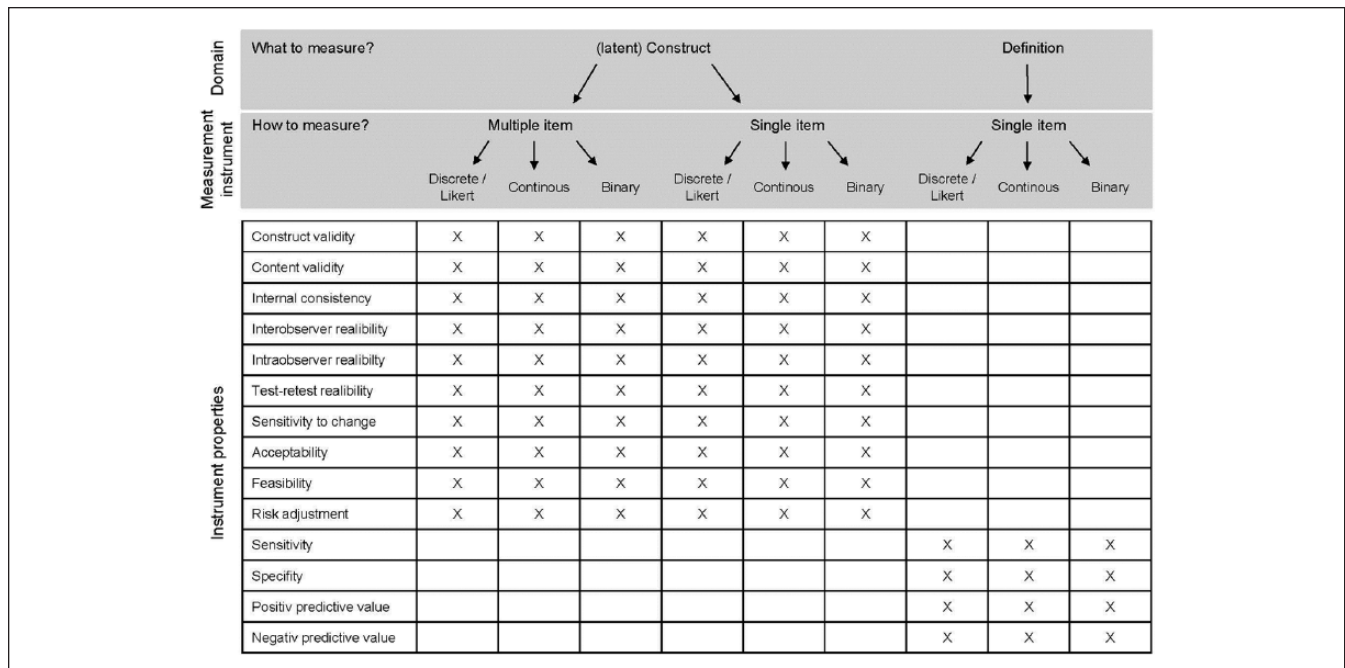 Domain
What to measure? (latent) Construct Definition
Measurement instrument
How to measure? Multiple item Single item Single item
Discrete / Likert Continous Binary Discrete / Likert Continous Binary Discrete / Likert Continous Binary
Instrument properties
Construct validity X X X X X X
Content validity X X X X X X
Internal consistency X X X X X X
Interobserver realibility X X X X X X
Intraobserver realibilty X X X X X X
Test-retest realibility X X X X X X
Sensitivity to change X X X X X X
Acceptability X X X X X X
Feasibility X X X X X X
Risk adjustment X X X X X X
Sensitivity X X X
Specifity X X X
Positiv predictive value X X X
Negativ predictive value X X X